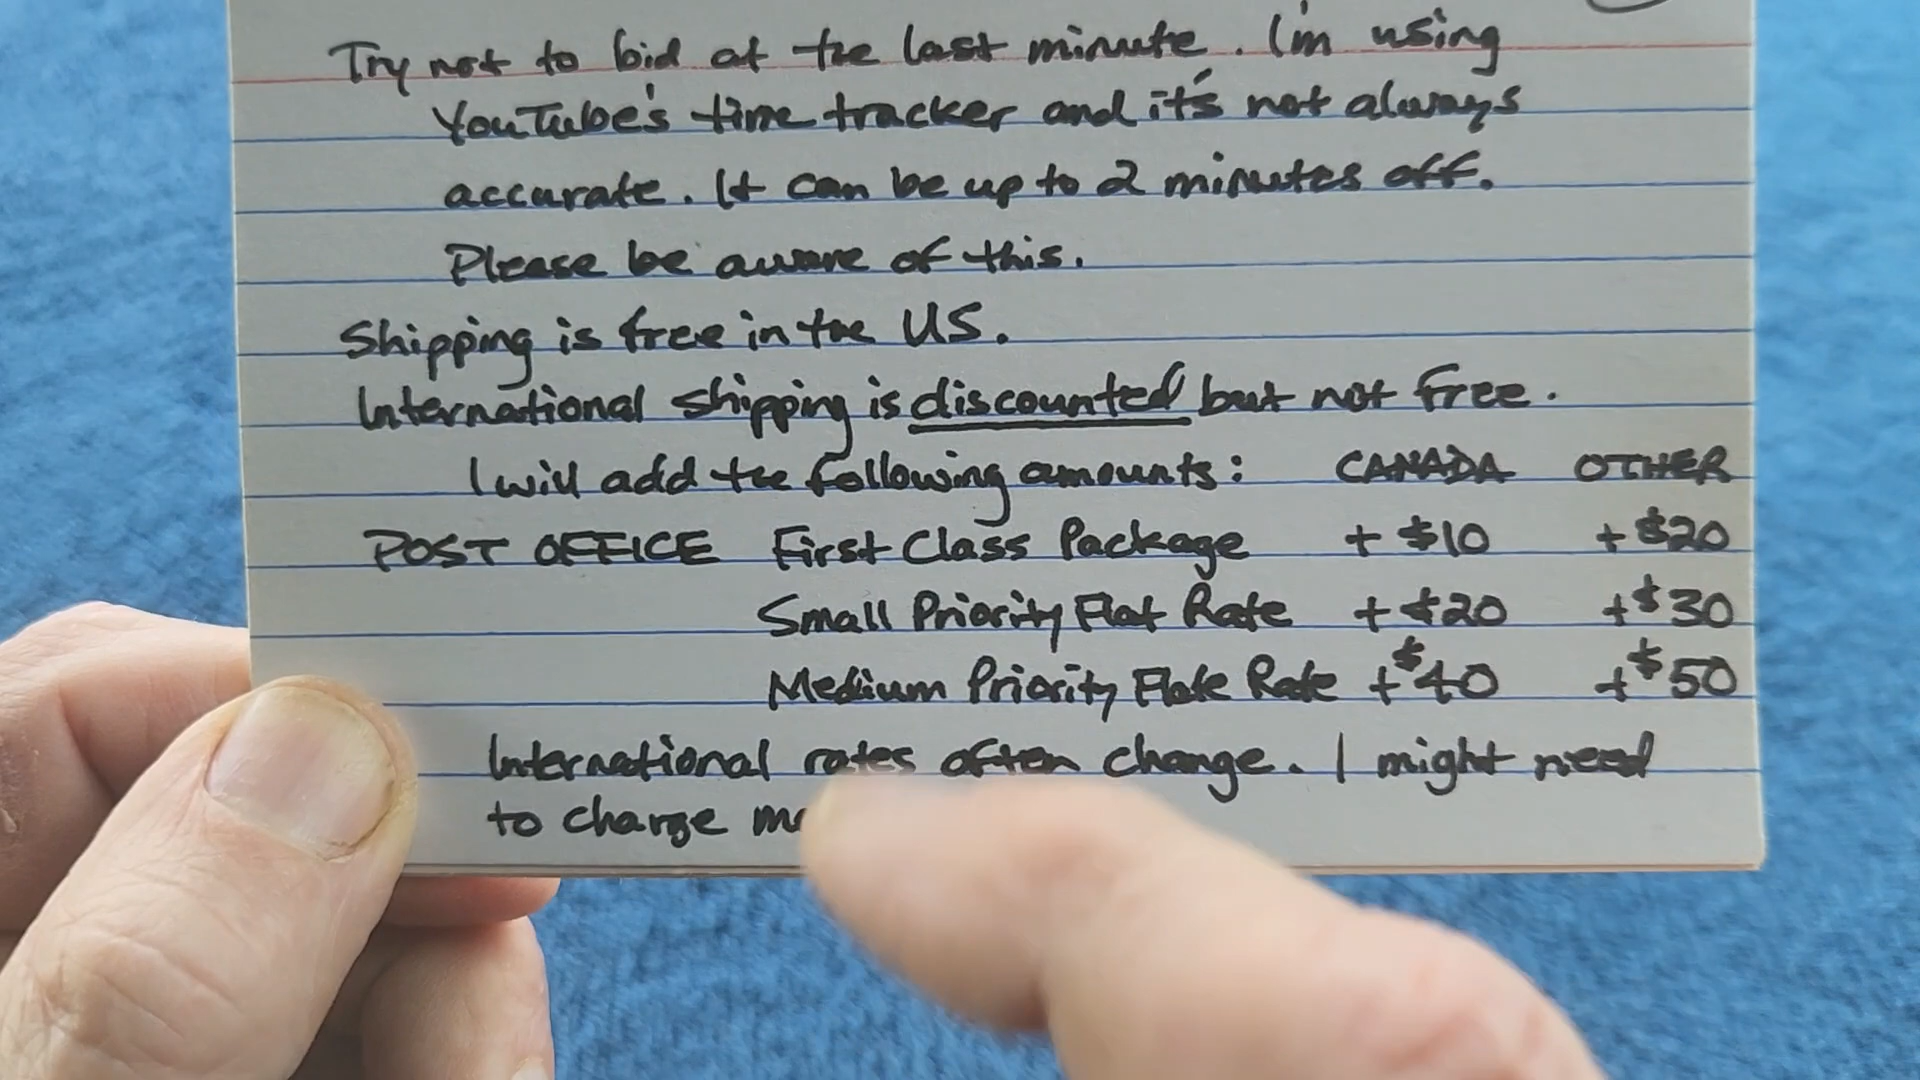 Try not to bid at the last minute. I'm using
YouTube's time tracker and it's not always
accurate. It can be up to 2 minutes off.
Please be aware of this.
Shipping is free in the US.
International shipping is discounted but not free.
I will add the following amounts: CANADA OTHER
POST OFFICE First Class Package + $10 + $20
Small Priority Flat Rate + $20 + $30
Medium Priority Flate Rate + $40 + $50
International rates often change. I might need
to charge